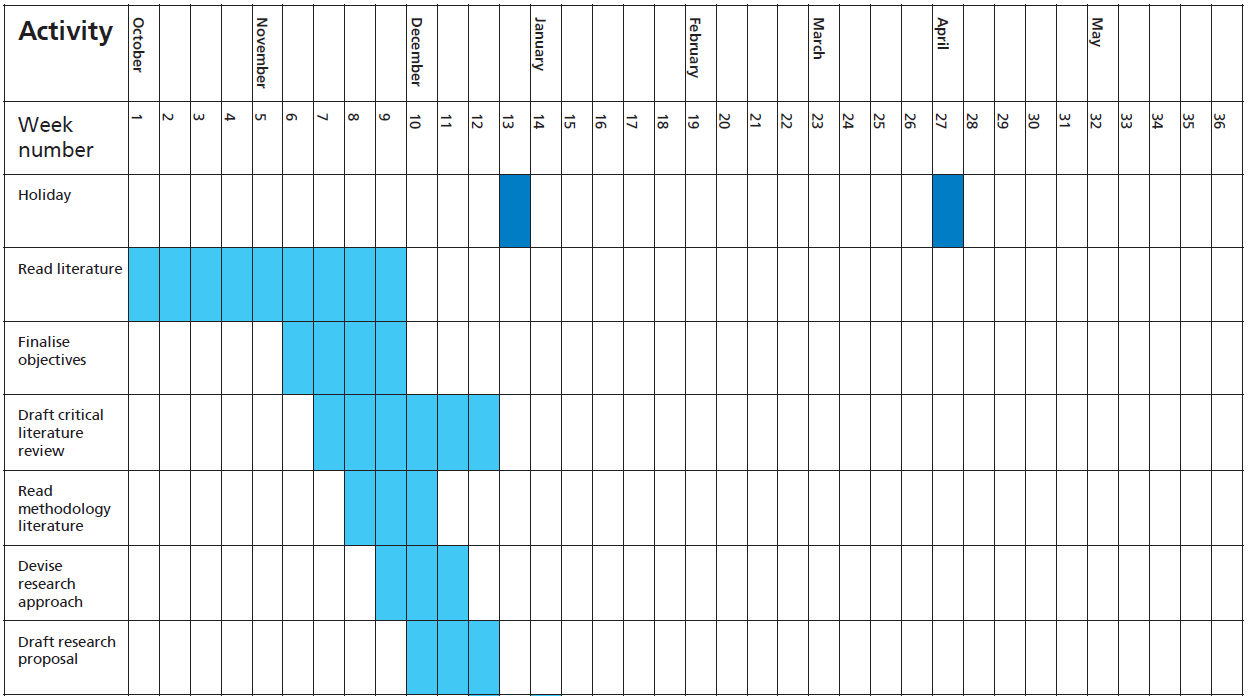 Activity
October
November
December
January
February
March
April
May
Week
number
1
2
3
4
5
6
7
8
9
10
11
12
13
14
15
16
17
18
19
20
21
22
23
24
25
26
27
28
29
30
31
32
33
34
35
36
Holiday
Read literature
Finalise
objectives
Draft critical
literature
review
Read
methodology
literature
Devise
research
approach
Draft research
proposal